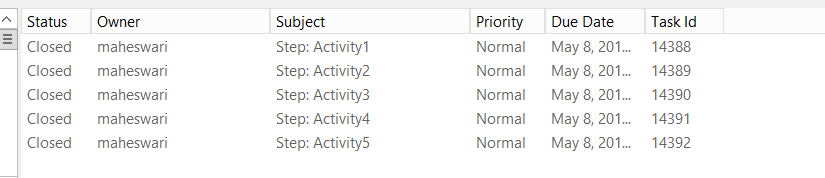 Status Owner Subject Priority Due Date Task Id
Closed maheswari Step: Activity1 Normal May 8, 201... 14388
Closed maheswari Step: Activity2 Normal May 8, 201... 14389
Closed maheswari Step: Activity3 Normal May 8, 201... 14390
Closed maheswari Step: Activity4 Normal May 8, 201... 14391
Closed maheswari Step: Activity5 Normal May 8, 201... 14392